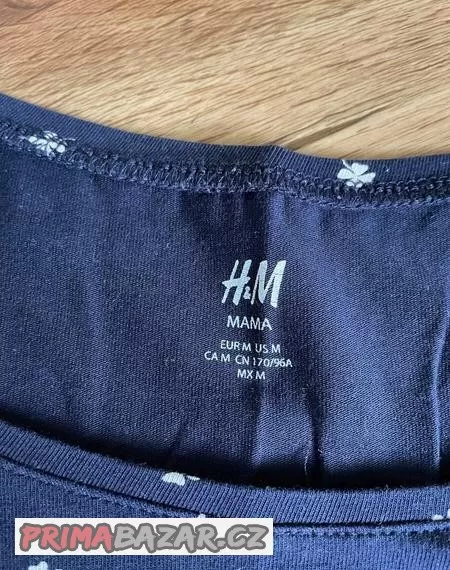 H&M
MAMA
EUR M US M
CA M CN 170/96A
MX M
PRIMABAZAR.CZ